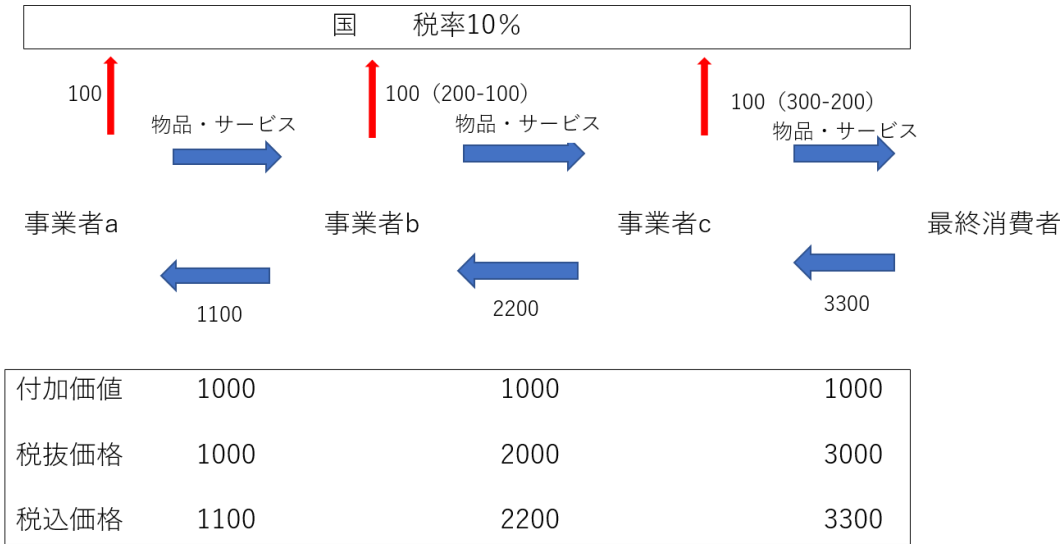 国　　税率10％
100
100（200-100）
100（300-200）
物品・サービス
物品・サービス
物品・サービス
事業者a
事業者b
事業者c
最終消費者
1100
2200
3300
付加価値 1000 1000 1000
税抜価格 1000 2000 3000
税込価格 1100 2200 3300